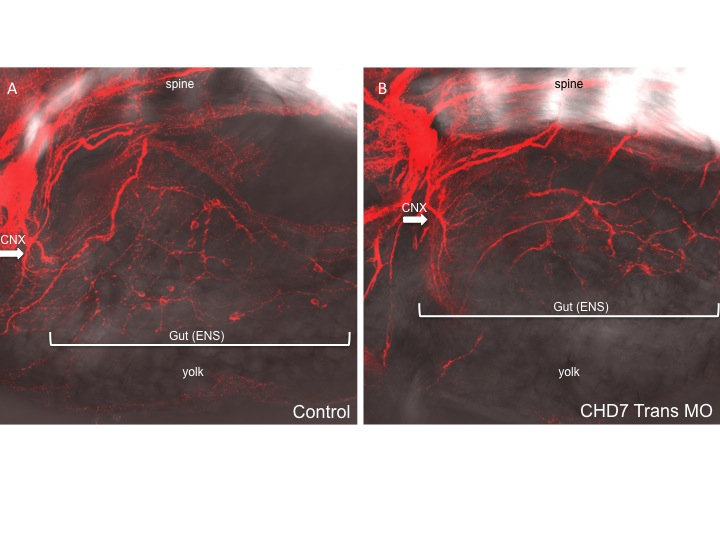 A
spine
CNX
Gut (ENS)
yolk
Control
B
spine
CNX
Gut (ENS)
yolk
CHD7 Trans MO